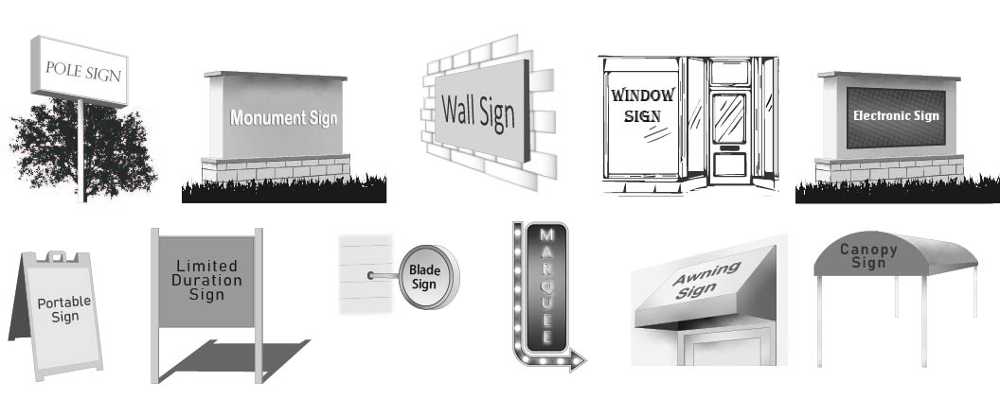 POLE SIGN
Monument Sign
Wall Sign
WINDOW
SIGN
Electronic Sign
Portable
Sign
Limited
Duration
Sign
Blade
Sign
MARQUEE
Awning
Sign
Canopy
Sign